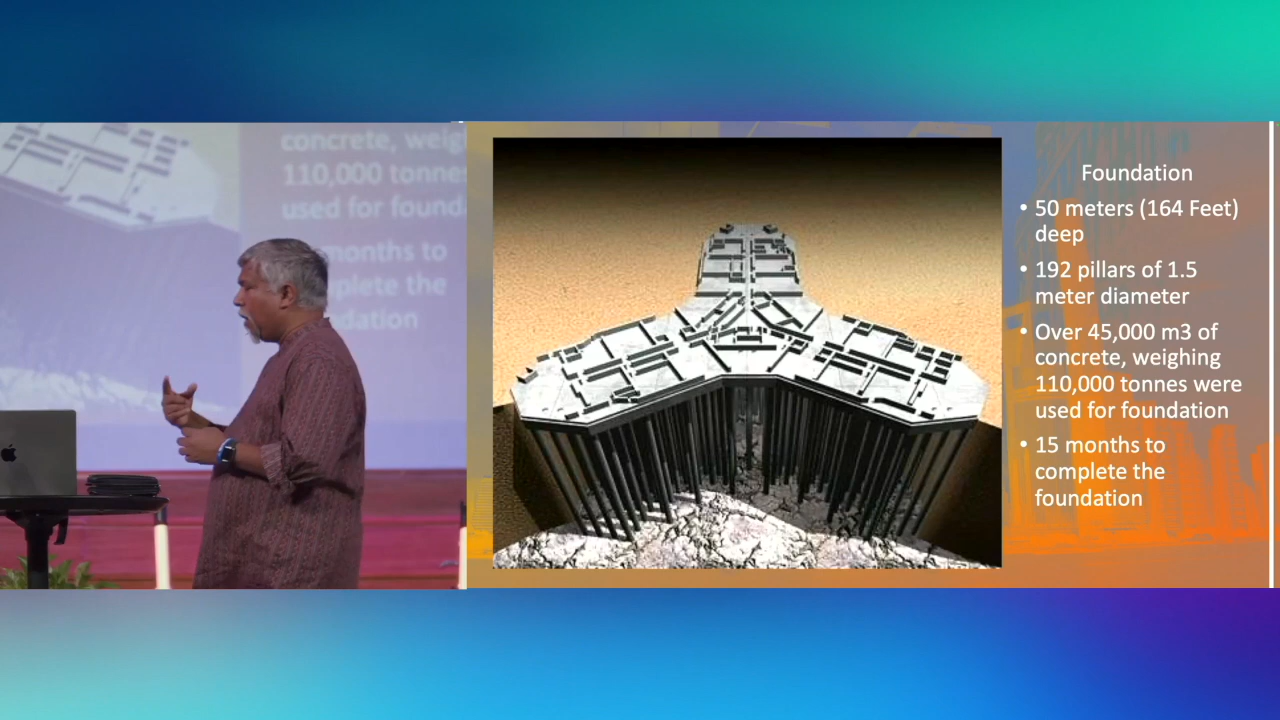 concrete, weig
110,000 tonnes
used for found
months to
plete the
dation
Foundation
• 50 meters (164 Feet)
deep
• 192 pillars of 1.5
meter diameter
• Over 45,000 m3 of
concrete, weighing
110,000 tonnes were
used for foundation
• 15 months to
complete the
foundation